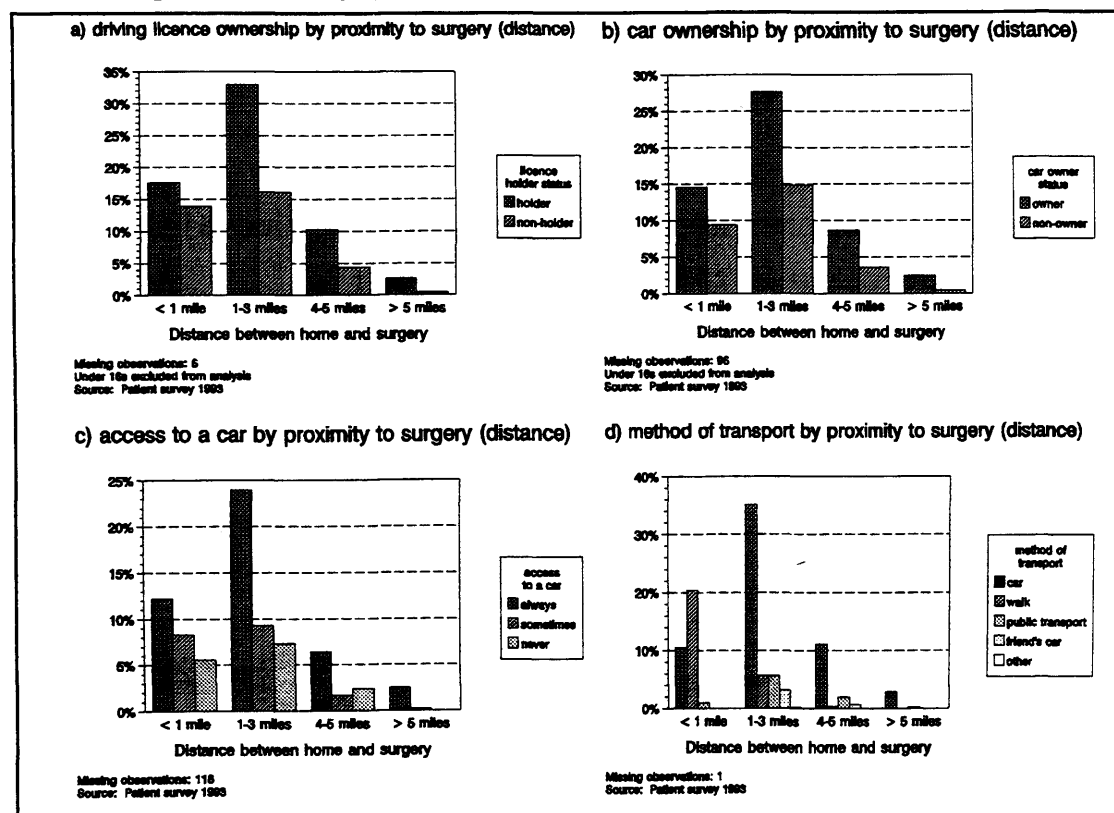 a) driving licence ownership by proximity to surgery (distance)
35%
30%
25%
20%
15%
10%
5%
0%
< 1 mile 1-3 miles 4-5 miles > 5 miles
Distance between home and surgery
licence
holder status
holder
non-holder
Missing observations: 6
Under 16s excluded from analysis
Source: Patient survey 1993
b) car ownership by proximity to surgery (distance)
30%
25%
20%
15%
10%
5%
0%
< 1 mile 1-3 miles 4-5 miles > 5 miles
Distance between home and surgery
car owner
status
owner
non-owner
Missing observations: 96
Under 16s excluded from analysis
Source: Patient survey 1993
c) access to a car by proximity to surgery (distance)
25%
20%
15%
10%
5%
0%
< 1 mile 1-3 miles 4-5 miles > 5 miles
Distance between home and surgery
access
to a car
always
sometimes
never
Missing observations: 118
Source: Patient survey 1993
d) method of transport by proximity to surgery (distance)
40%
30%
20%
10%
0%
< 1 mile 1-3 miles 4-5 miles > 5 miles
Distance between home and surgery
method of
transport
car
walk
public transport
friend's car
other
Missing observations: 1
Source: Patient survey 1993